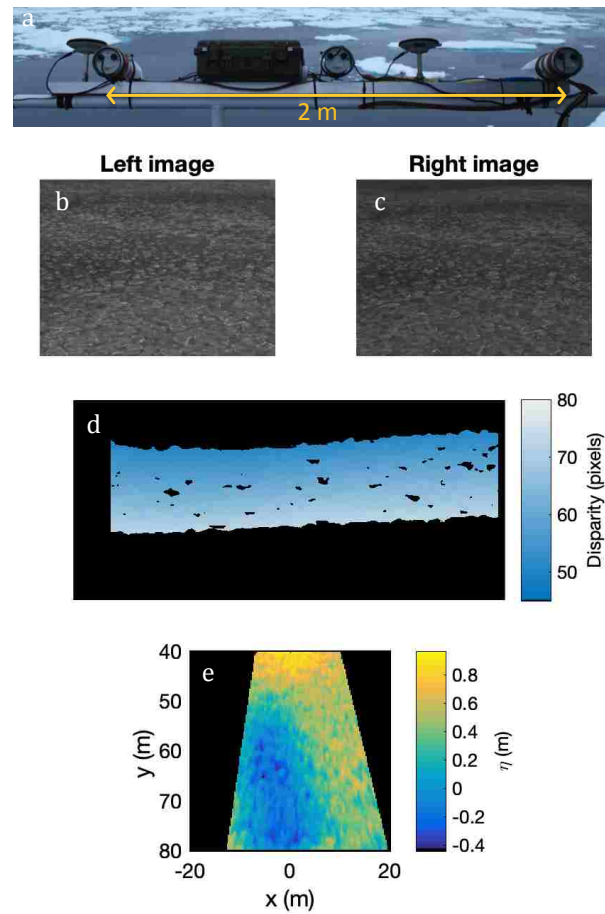 a
2 m
Left image
Right image
b
c
d
80
70
60
50
Disparity (pixels)
e
40
50
60
70
80
y (m)
-20
0
20
x (m)
0.8
0.6
0.4
0.2
0
-0.2
-0.4
η (m)